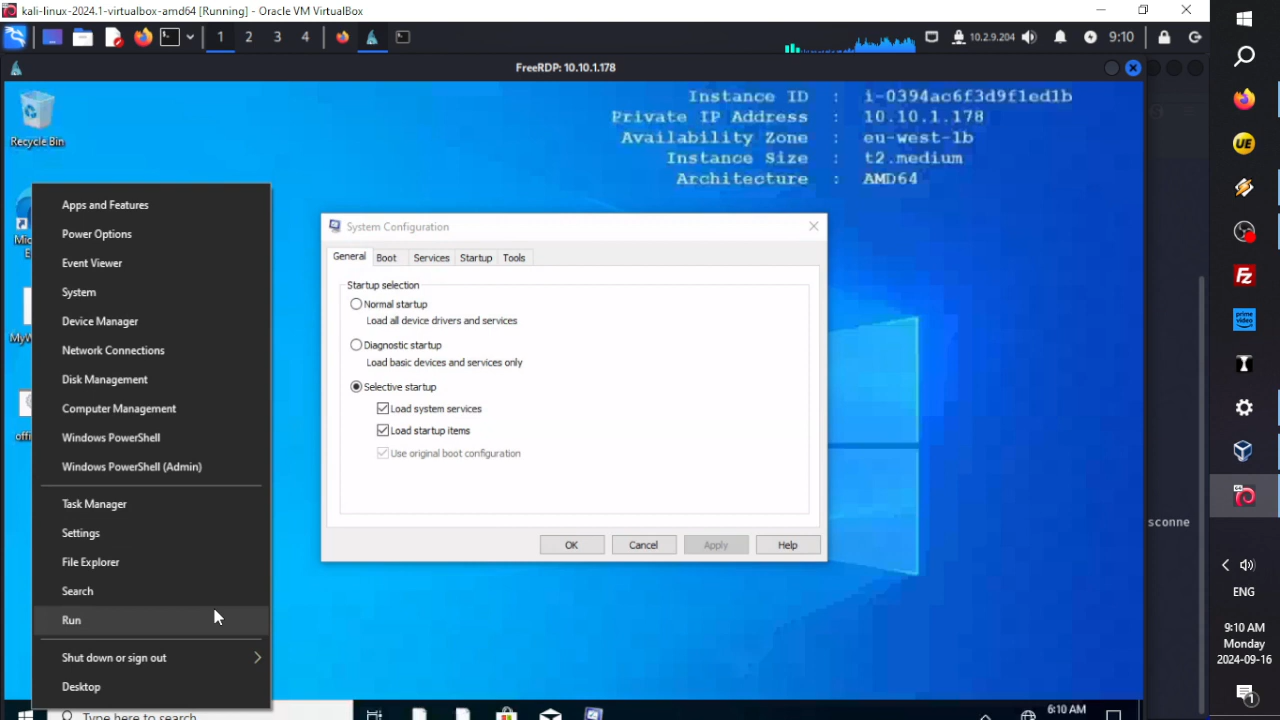 kali-linux-2024.1-virtualbox-amd64 [Running] - Oracle VM VirtualBox
1 2 3 4
10.2.9.204
9:10
FreeRDP: 10.10.1.178
Recycle Bin
Instance ID : i-0394ac6f3d9f1ed1b
Private IP Address : 10.10.1.178
Availability Zone : eu-west-1b
Instance Size : t2.medium
Architecture : AMD64
Apps and Features
Power Options
Event Viewer
System
Device Manager
Network Connections
Disk Management
Computer Management
Windows PowerShell
Windows PowerShell (Admin)
Task Manager
Settings
File Explorer
Search
Run
Shut down or sign out
Desktop
Type here to search
System Configuration
General Boot Services Startup Tools
Startup selection
Normal startup
Load all device drivers and services
Diagnostic startup
Load basic devices and services only
Selective startup
Load system services
Load startup items
Use original boot configuration
OK Cancel Apply Help
sconne
6:10 AM
UE
FZ
prime
video
64
ENG
9:10 AM
Monday
2024-09-16
1